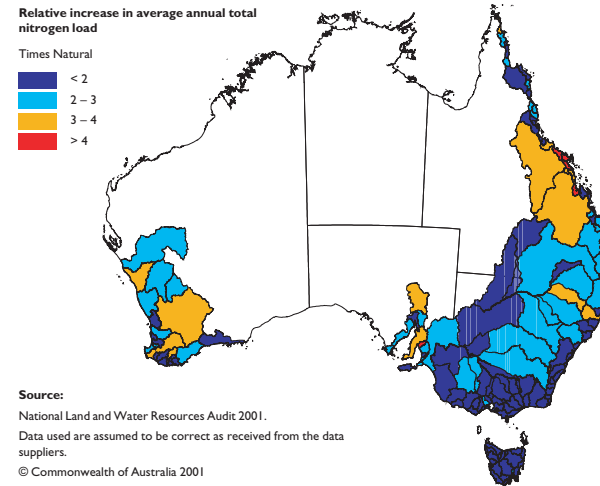 Relative increase in average annual total
nitrogen load
Times Natural
< 2
2 – 3
3 – 4
> 4
Source:
National Land and Water Resources Audit 2001.
Data used are assumed to be correct as received from the data
suppliers.
© Commonwealth of Australia 2001